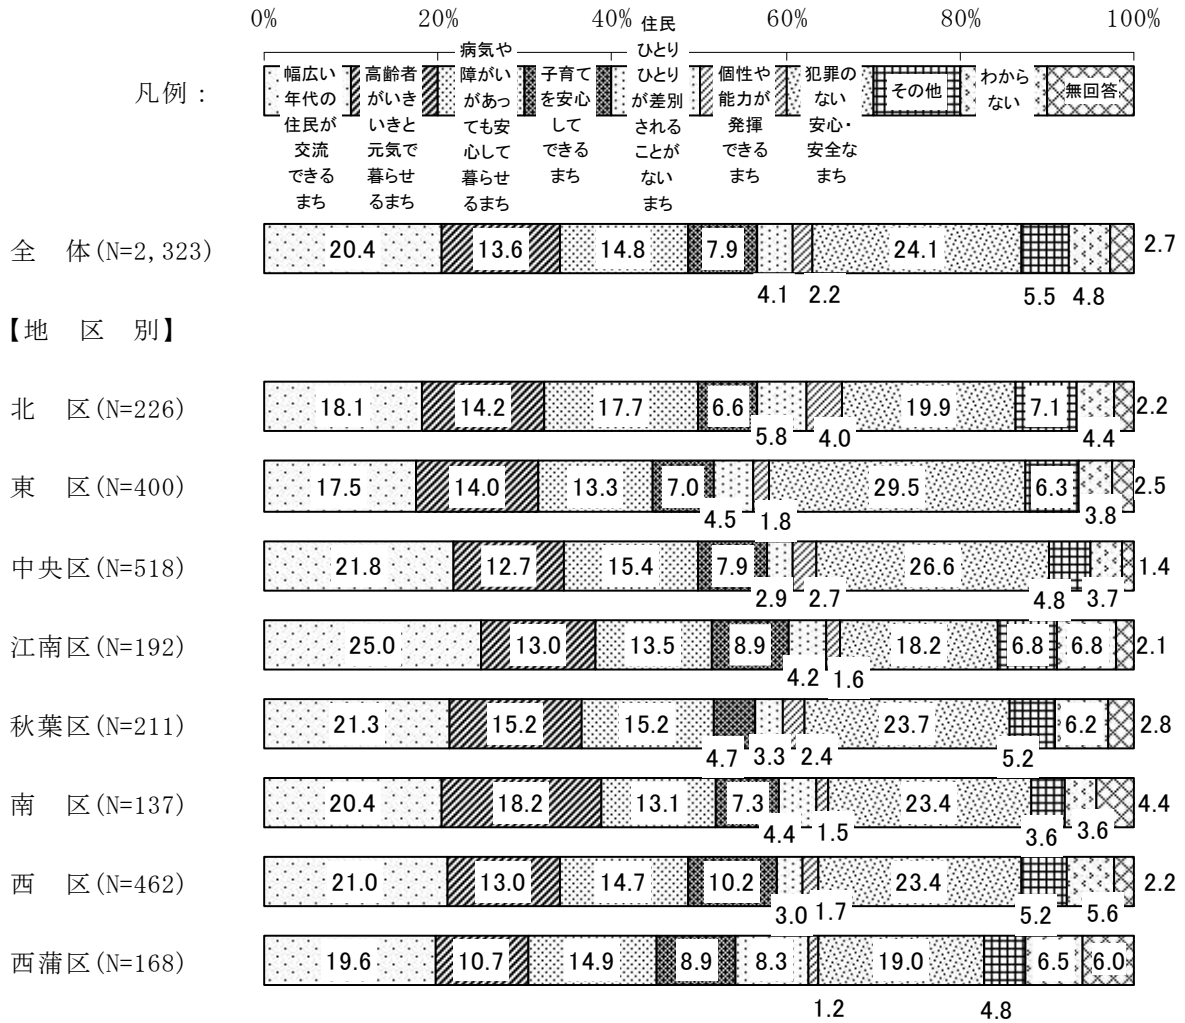 0% 20% 40% 60% 80% 100%
凡例：
幅広い
年代の
住民が
交流
できる
まち
高齢者
がいき
いきと
元気で
暮らせ
るまち
病気や
障がい
があっ
ても安
心して
暮らせ
るまち
子育て
を安心
して
できる
まち
住民
ひとり
ひとり
が差別
される
ことが
ない
まち
個性や
能力が
発揮
できる
まち
犯罪の
ない
安心・
安全な
まち
その他
わから
ない
無回答
全　体(N=2,323) 20.4 13.6 14.8 7.9 4.1 2.2 24.1 5.5 4.8 2.7
【地　区　別】
北　区(N=226) 18.1 14.2 17.7 6.6 5.8 4.0 19.9 7.1 4.4 2.2
東　区(N=400) 17.5 14.0 13.3 7.0 4.5 1.8 29.5 6.3 3.8 2.5
中央区(N=518) 21.8 12.7 15.4 7.9 2.9 2.7 26.6 4.8 3.7 1.4
江南区(N=192) 25.0 13.0 13.5 8.9 4.2 1.6 18.2 6.8 6.8 2.1
秋葉区(N=211) 21.3 15.2 15.2 4.7 3.3 2.4 23.7 5.2 6.2 2.8
南　区(N=137) 20.4 18.2 13.1 7.3 4.4 1.5 23.4 3.6 3.6 4.4
西　区(N=462) 21.0 13.0 14.7 10.2 3.0 1.7 23.4 5.2 5.6 2.2
西蒲区(N=168) 19.6 10.7 14.9 8.9 8.3 1.2 19.0 4.8 6.5 6.0